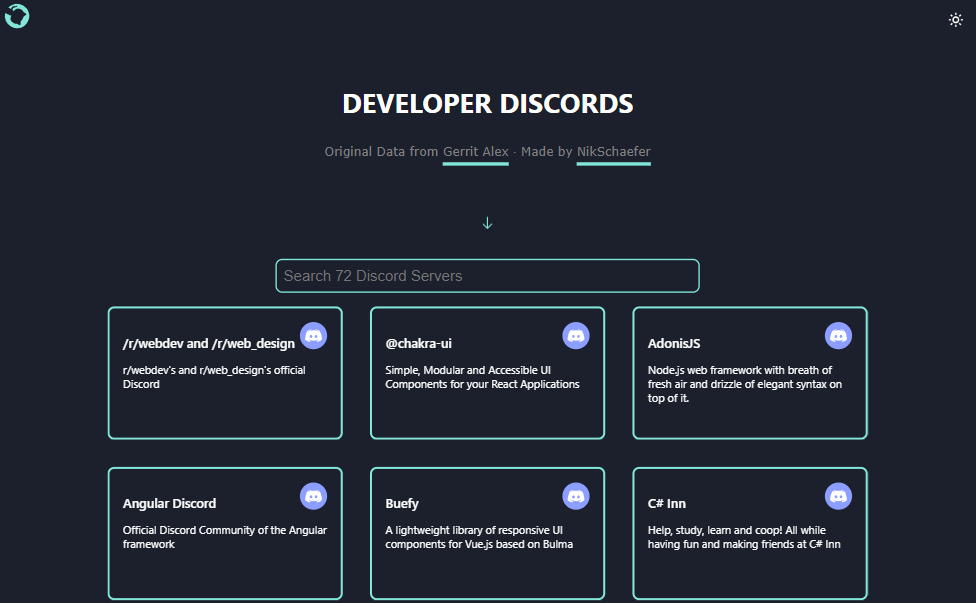 DEVELOPER DISCORDS
Original Data from Gerrit Alex · Made by NikSchaefer
Search 72 Discord Servers
/r/webdev and /r/web_design
r/webdev's and r/web_design's official
Discord
@chakra-ui
Simple, Modular and Accessible UI
Components for your React Applications
AdonisJS
Node.js web framework with breath of
fresh air and drizzle of elegant syntax on
top of it.
Angular Discord
Official Discord Community of the Angular
framework
Buefy
A lightweight library of responsive UI
components for Vue.js based on Bulma
C# Inn
Help, study, learn and coop! All while
having fun and making friends at C# Inn